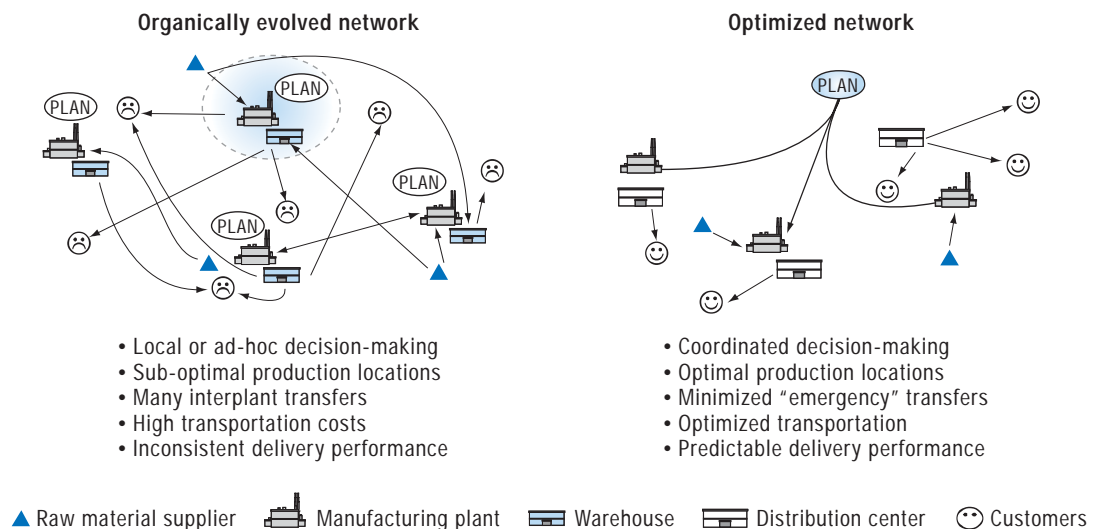 Organically evolved network
Optimized network
PLAN
PLAN
PLAN
PLAN
PLAN
• Local or ad-hoc decision-making
• Sub-optimal production locations
• Many interplant transfers
• High transportation costs
• Inconsistent delivery performance
• Coordinated decision-making
• Optimal production locations
• Minimized “emergency” transfers
• Optimized transportation
• Predictable delivery performance
Raw material supplier Manufacturing plant Warehouse Distribution center Customers